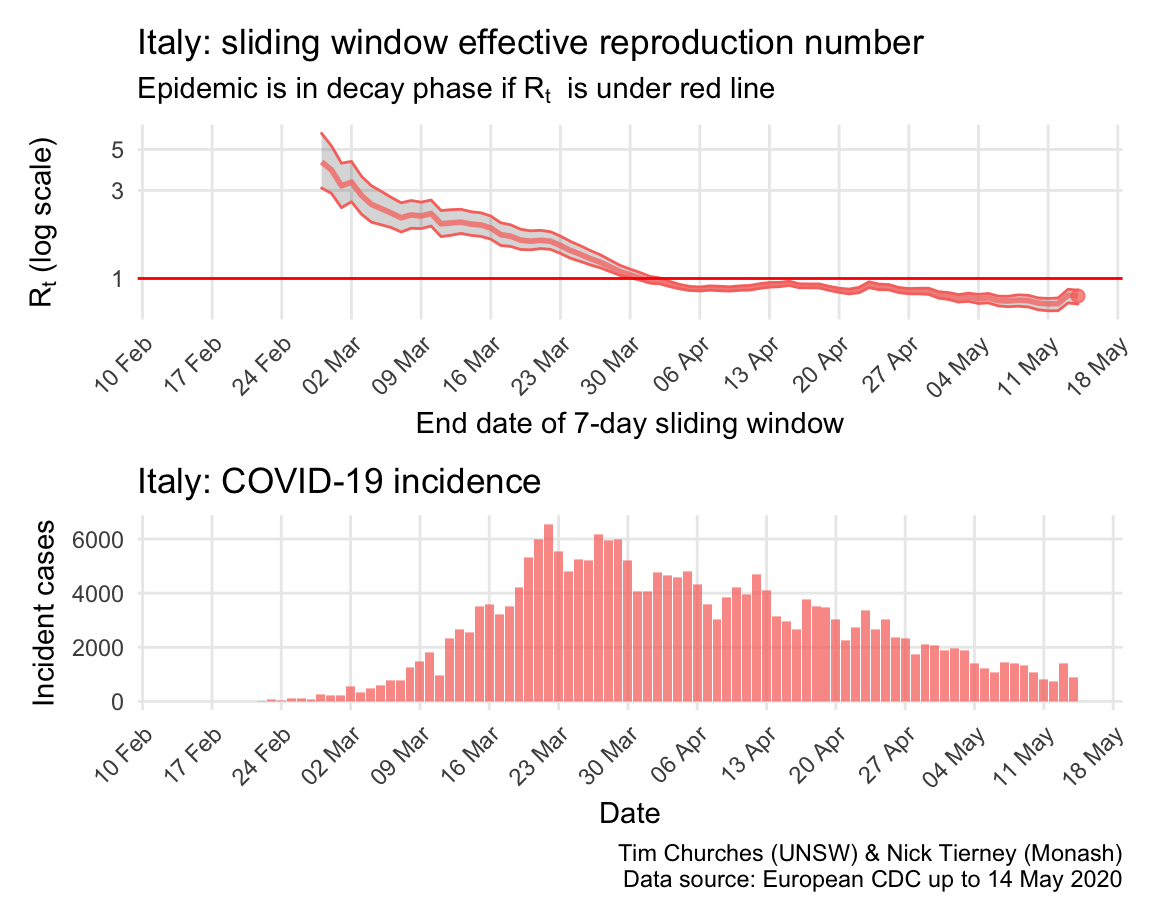 Italy: sliding window effective reproduction number
Epidemic is in decay phase if Rt is under red line
Rt (log scale)
5
3
1
10 Feb
17 Feb
24 Feb
02 Mar
09 Mar
16 Mar
23 Mar
30 Mar
06 Apr
13 Apr
20 Apr
27 Apr
04 May
11 May
18 May
End date of 7-day sliding window
Italy: COVID-19 incidence
Incident cases
6000
4000
2000
0
10 Feb
17 Feb
24 Feb
02 Mar
09 Mar
16 Mar
23 Mar
30 Mar
06 Apr
13 Apr
20 Apr
27 Apr
04 May
11 May
18 May
Date
Tim Churches (UNSW) & Nick Tierney (Monash)
Data source: European CDC up to 14 May 2020